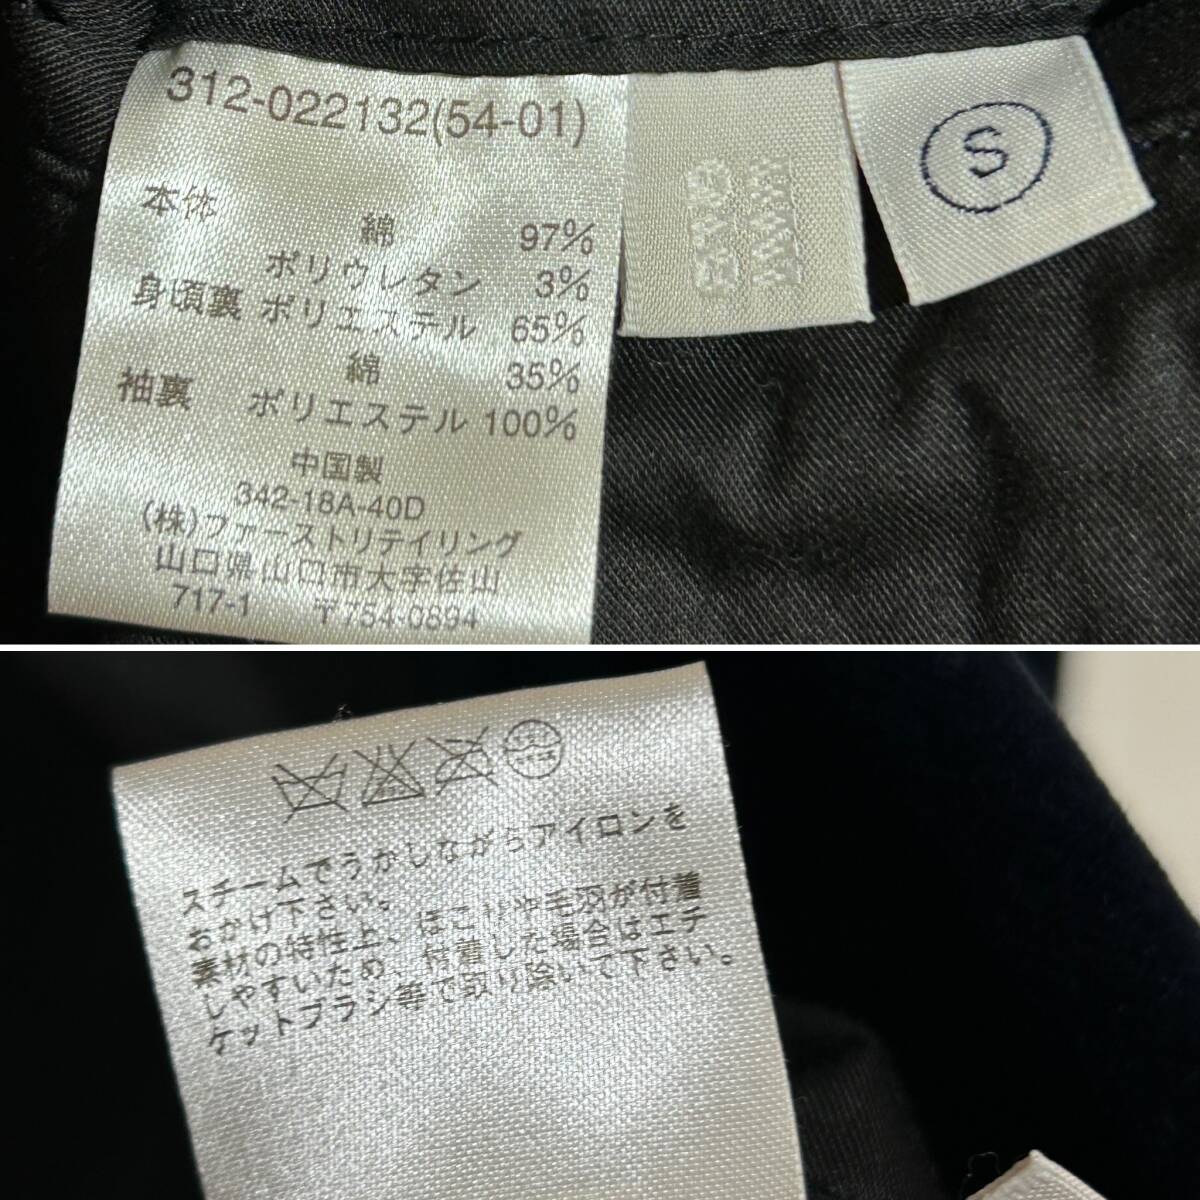 312-022132(54-01)
本体 綿 97%
ポリウレタン 3%
身頃裏 ポリエステル 65%
綿 35%
袖裏 ポリエステル 100%
中国製
342-18A-40D
(株)ファーストリテイリング
山口県山口市大字佐山
717-1 〒754-0894
S
スチームでうかしながらアイロンを
おかけ下さい。
素材の特性上、ほこりや毛羽が付着
しやすいため、付着した場合はエチ
ケットブラシ等で取り除いて下さい。